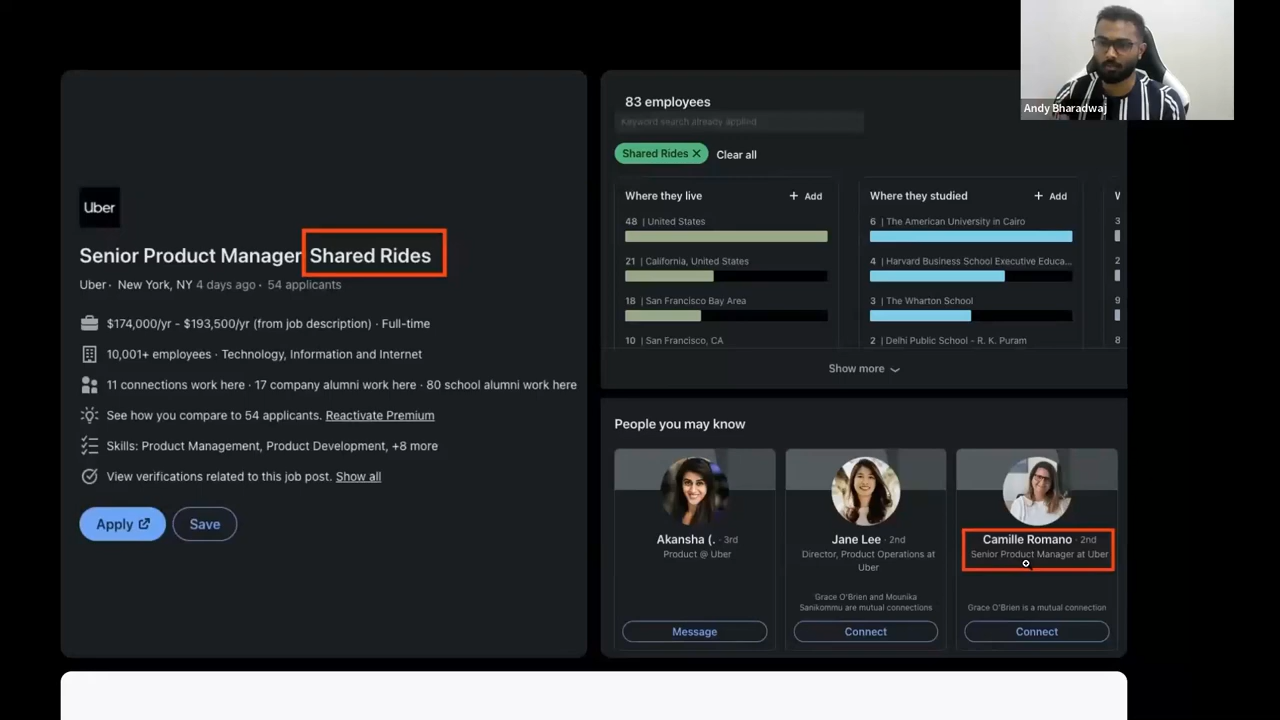 Andy Bharadwaj
Uber
Senior Product Manager Shared Rides
Uber · New York, NY 4 days ago · 54 applicants
$174,000/yr - $193,500/yr (from job description) · Full-time
10,001+ employees · Technology, Information and Internet
11 connections work here · 17 company alumni work here · 80 school alumni work here
See how you compare to 54 applicants. Reactivate Premium
Skills: Product Management, Product Development, +8 more
View verifications related to this job post. Show all
Apply
Save
83 employees
Keyword search already applied
Shared Rides
Clear all
Where they live
+ Add
48 | United States
21 | California, United States
18 | San Francisco Bay Area
10 | San Francisco, CA
Where they studied
+ Add
6 | The American University in Cairo
4 | Harvard Business School Executive Educa...
3 | The Wharton School
2 | Delhi Public School - R. K. Puram
W
3
2
9
8
Show more
People you may know
Akansha (. · 3rd
Product @ Uber
Message
Jane Lee · 2nd
Director, Product Operations at
Uber
Grace O'Brien and Mounika
Sanikommu are mutual connections
Connect
Camille Romano · 2nd
Senior Product Manager at Uber
Grace O'Brien is a mutual connection
Connect